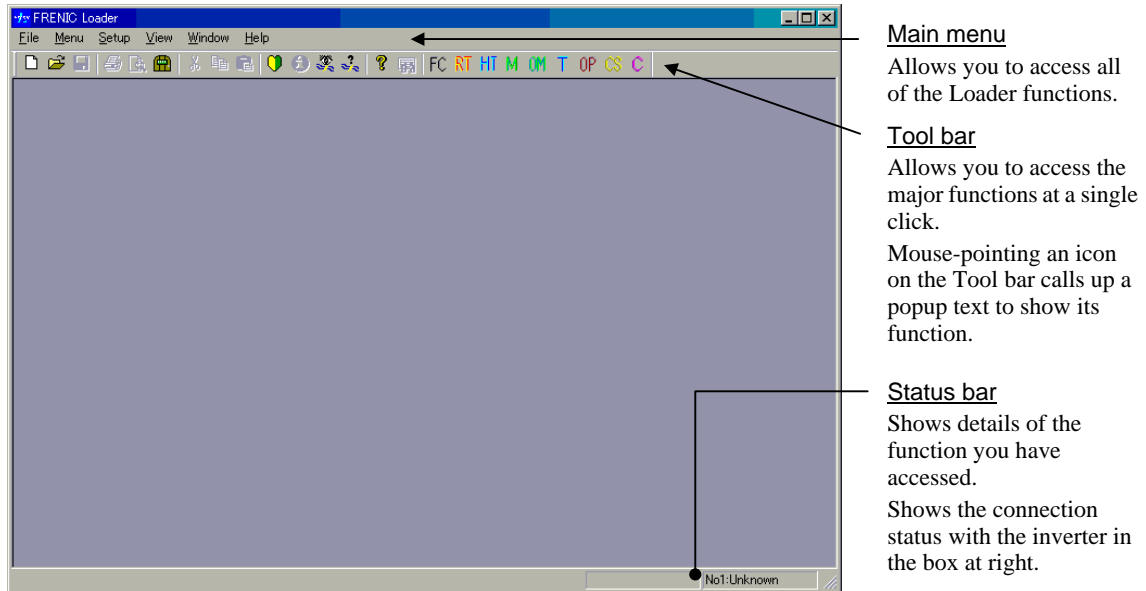 FRENIC Loader
File Menu Setup View Window Help
FC RT HT M OM T OP CS C
No1:Unknown
Main menu
Allows you to access all
of the Loader functions.
Tool bar
Allows you to access the
major functions at a single
click.
Mouse-pointing an icon
on the Tool bar calls up a
popup text to show its
function.
Status bar
Shows details of the
function you have
accessed.
Shows the connection
status with the inverter in
the box at right.